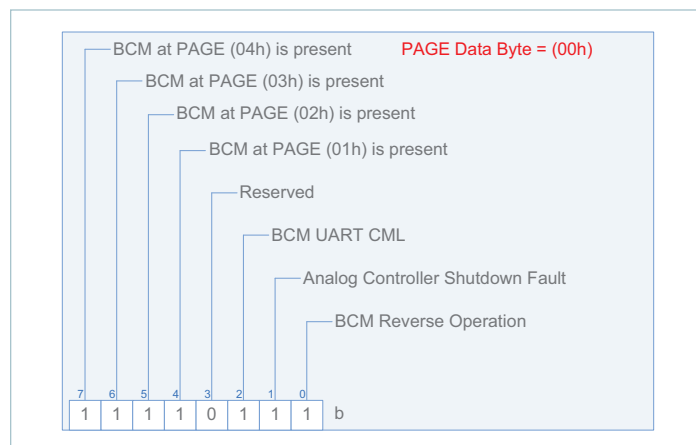 BCM at PAGE (04h) is present PAGE Data Byte = (00h)
BCM at PAGE (03h) is present
BCM at PAGE (02h) is present
BCM at PAGE (01h) is present
Reserved
BCM UART CML
Analog Controller Shutdown Fault
BCM Reverse Operation
7 6 5 4 3 2 1 0
1 1 1 1 0 1 1 1 b